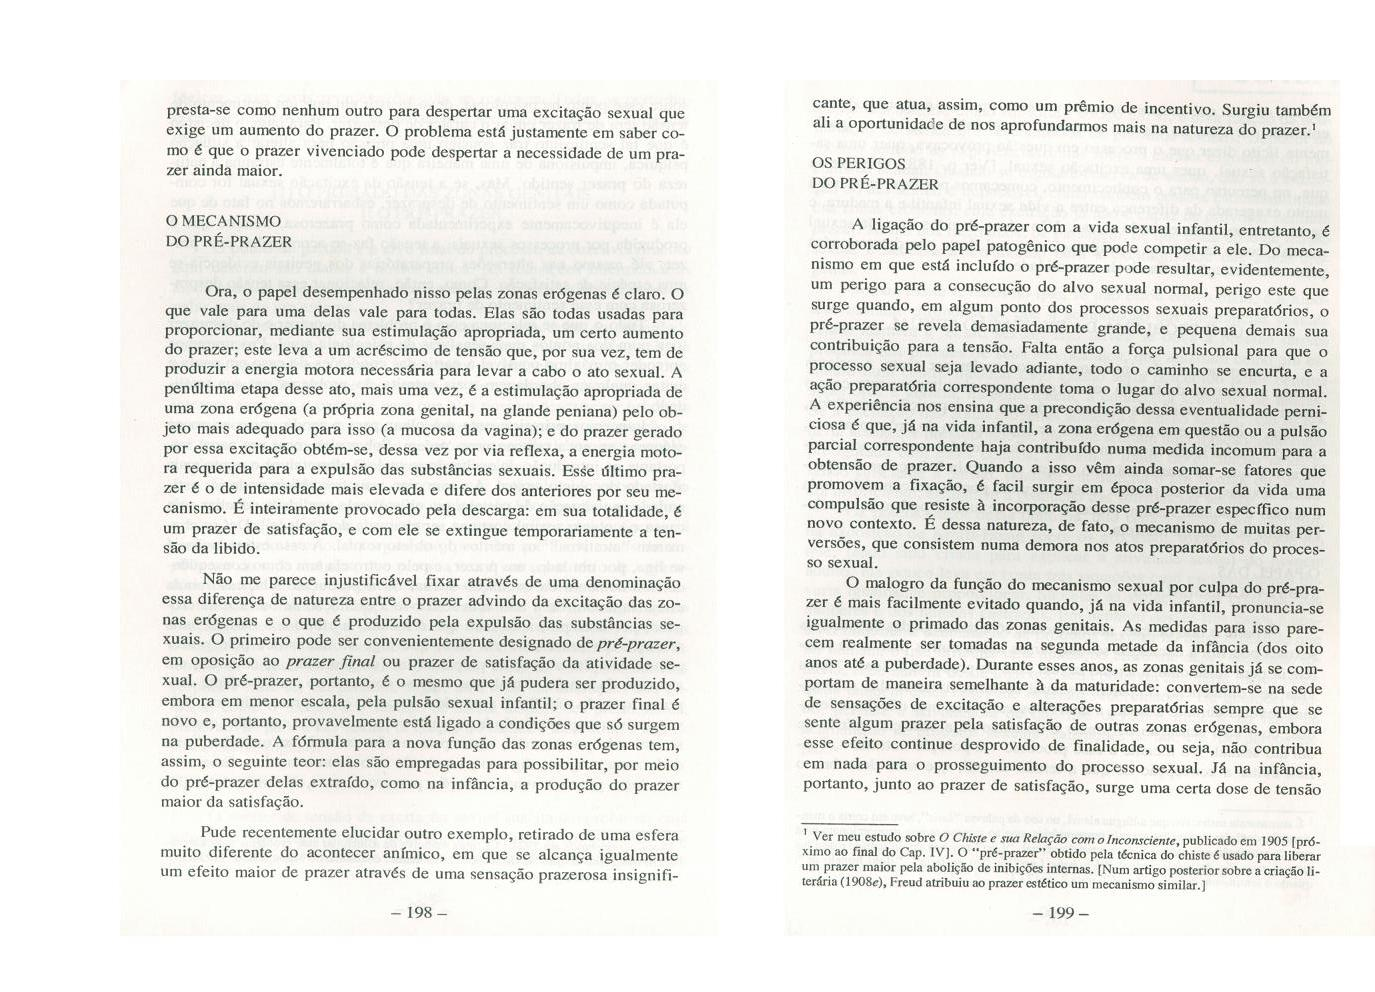 presta-se como nenhum outro para despertar uma excitação sexual que
exige um aumento do prazer. O problema está justamente em saber co-
mo é que o prazer vivenciado pode despertar a necessidade de um pra-
zer ainda maior.
O MECANISMO
DO PRÉ-PRAZER
Ora, o papel desempenhado nisso pelas zonas erógenas é claro. O
que vale para uma delas vale para todas. Elas são todas usadas para
proporcionar, mediante sua estimulação apropriada, um certo aumento
do prazer; este leva a um acréscimo de tensão que, por sua vez, tem de
produzir a energia motora necessária para levar a cabo o ato sexual. A
penúltima etapa desse ato, mais uma vez, é a estimulação apropriada de
uma zona erógena (a própria zona genital, na glande peniana) pelo ob-
jeto mais adequado para isso (a mucosa da vagina); e do prazer gerado
por essa excitação obtém-se, dessa vez por via reflexa, a energia moto-
ra requerida para a expulsão das substâncias sexuais. Esse último pra-
zer é o de intensidade mais elevada e difere dos anteriores por seu me-
canismo. É inteiramente provocado pela descarga: em sua totalidade, é
um prazer de satisfação, e com ele se extingue temporariamente a ten-
são da libido.
Não me parece injustificável fixar através de uma denominação
essa diferença de natureza entre o prazer advindo da excitação das zo-
nas erógenas e o que é produzido pela expulsão das substâncias se-
xuais. O primeiro pode ser convenientemente designado de pré-prazer,
em oposição ao prazer final ou prazer de satisfação da atividade se-
xual. O pré-prazer, portanto, é o mesmo que já pudera ser produzido,
embora em menor escala, pela pulsão sexual infantil; o prazer final é
novo e, portanto, provavelmente está ligado a condições que só surgem
na puberdade. A fórmula para a nova função das zonas erógenas tem,
assim, o seguinte teor: elas são empregadas para possibilitar, por meio
do pré-prazer delas extraído, como na infância, a produção do prazer
maior da satisfação.
Pude recentemente elucidar outro exemplo, retirado de uma esfera
muito diferente do acontecer anímico, em que se alcança igualmente
um efeito maior de prazer através de uma sensação prazerosa insignifi-
– 198 –
cante, que atua, assim, como um prêmio de incentivo. Surgiu também
ali a oportunidade de nos aprofundarmos mais na natureza do prazer.¹
OS PERIGOS
DO PRÉ-PRAZER
A ligação do pré-prazer com a vida sexual infantil, entretanto, é
corroborada pelo papel patogênico que pode competir a ele. Do meca-
nismo em que está incluído o pré-prazer pode resultar, evidentemente,
um perigo para a consecução do alvo sexual normal, perigo este que
surge quando, em algum ponto dos processos sexuais preparatórios, o
pré-prazer se revela demasiadamente grande, e pequena demais sua
contribuição para a tensão. Falta então a força pulsional para que o
processo sexual seja levado adiante, todo o caminho se encurta, e a
ação preparatória correspondente toma o lugar do alvo sexual normal.
A experiência nos ensina que a precondição dessa eventualidade perni-
ciosa é que, já na vida infantil, a zona erógena em questão ou a pulsão
parcial correspondente haja contribuído numa medida incomum para a
obtensão de prazer. Quando a isso vêm ainda somar-se fatores que
promovem a fixação, é facil surgir em época posterior da vida uma
compulsão que resiste à incorporação desse pré-prazer específico num
novo contexto. É dessa natureza, de fato, o mecanismo de muitas per-
versões, que consistem numa demora nos atos preparatórios do proces-
so sexual.
O malogro da função do mecanismo sexual por culpa do pré-pra-
zer é mais facilmente evitado quando, já na vida infantil, pronuncia-se
igualmente o primado das zonas genitais. As medidas para isso pare-
cem realmente ser tomadas na segunda metade da infância (dos oito
anos até a puberdade). Durante esses anos, as zonas genitais já se com-
portam de maneira semelhante à da maturidade: convertem-se na sede
de sensações de excitação e alterações preparatórias sempre que se
sente algum prazer pela satisfação de outras zonas erógenas, embora
esse efeito continue desprovido de finalidade, ou seja, não contribua
em nada para o prosseguimento do processo sexual. Já na infância,
portanto, junto ao prazer de satisfação, surge uma certa dose de tensão
¹ Ver meu estudo sobre O Chiste e sua Relação com o Inconsciente, publicado em 1905 [pró-
ximo ao final do Cap. IV]. O “pré-prazer” obtido pela técnica do chiste é usado para liberar
um prazer maior pela abolição de inibições internas. [Num artigo posterior sobre a criação li-
terária (1908e), Freud atribuiu ao prazer estético um mecanismo similar.]
– 199 –